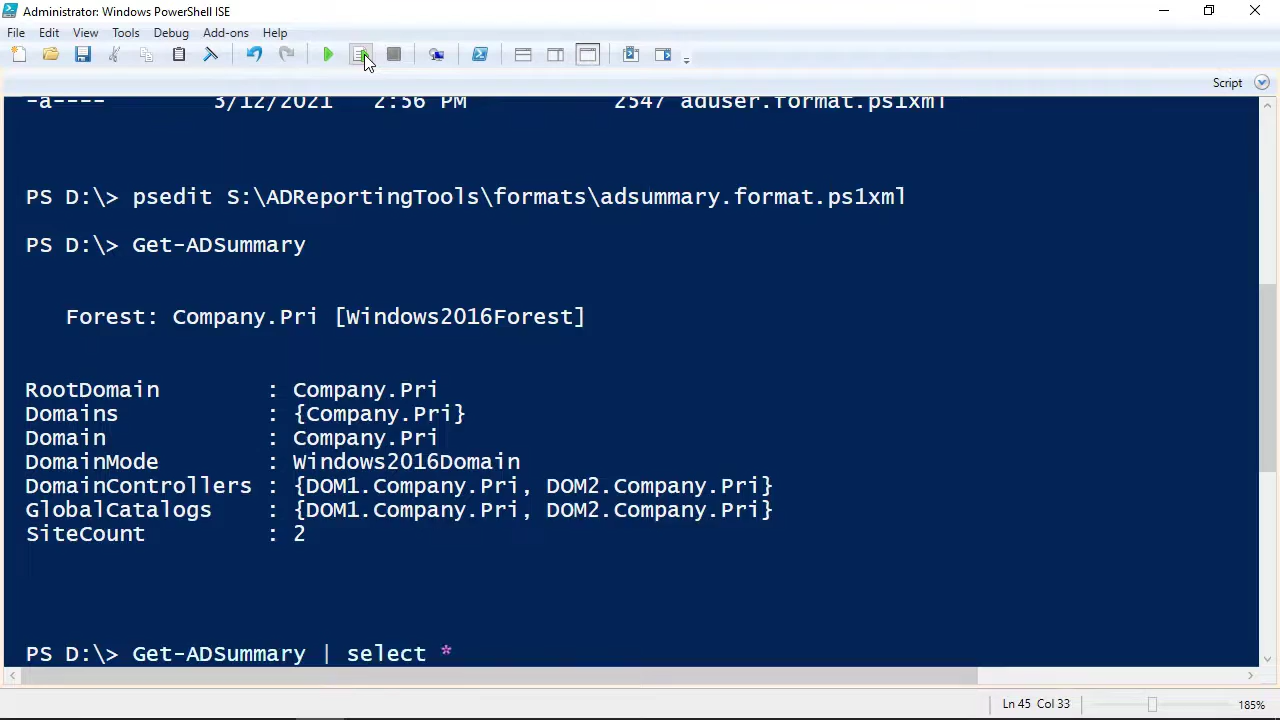 Administrator: Windows PowerShell ISE
File Edit View Tools Debug Add-ons Help
Script
-a---- 3/12/2021 2:56 PM 2547 aduser.format.ps1xml
PS D:\> psedit S:\ADReportingTools\formats\adsummary.format.ps1xml
PS D:\> Get-ADSummary
Forest: Company.Pri [Windows2016Forest]
RootDomain : Company.Pri
Domains : {Company.Pri}
Domain : Company.Pri
DomainMode : Windows2016Domain
DomainControllers : {DOM1.Company.Pri, DOM2.Company.Pri}
GlobalCatalogs : {DOM1.Company.Pri, DOM2.Company.Pri}
SiteCount : 2
PS D:\> Get-ADSummary | select *
Ln 45 Col 33 185%